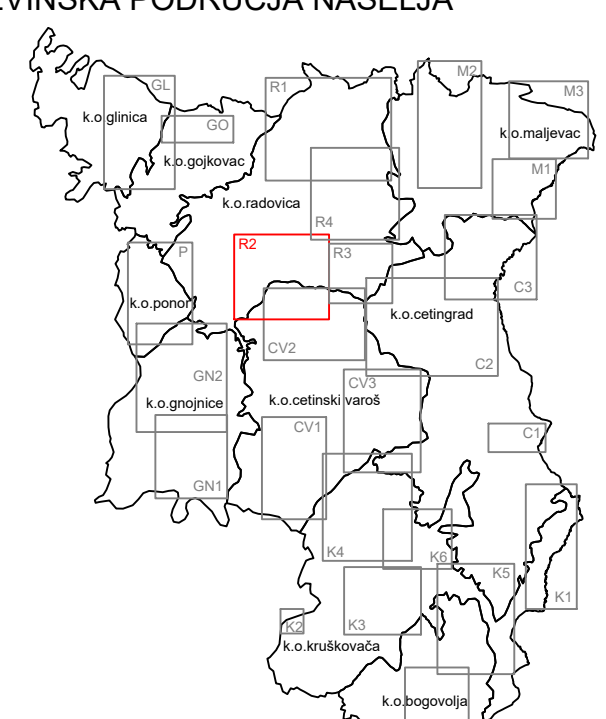 EVINSKA PODRUČJA NASELJA
M2
GL
R1
M3
k.o.glinica
GO
k.o.maljevac
k.o.gojkovac
M1
k.o.radovica
R4
R2
P
R3
C3
k.o.ponor
k.o.cetingrad
CV2
C2
GN2
CV3
k.o.gnojnice
k.o.cetinski varoš
CV1
C1
GN1
K4
K6
K5
K1
K2
K3
k.o.kruškovača
k.o.bogovolja